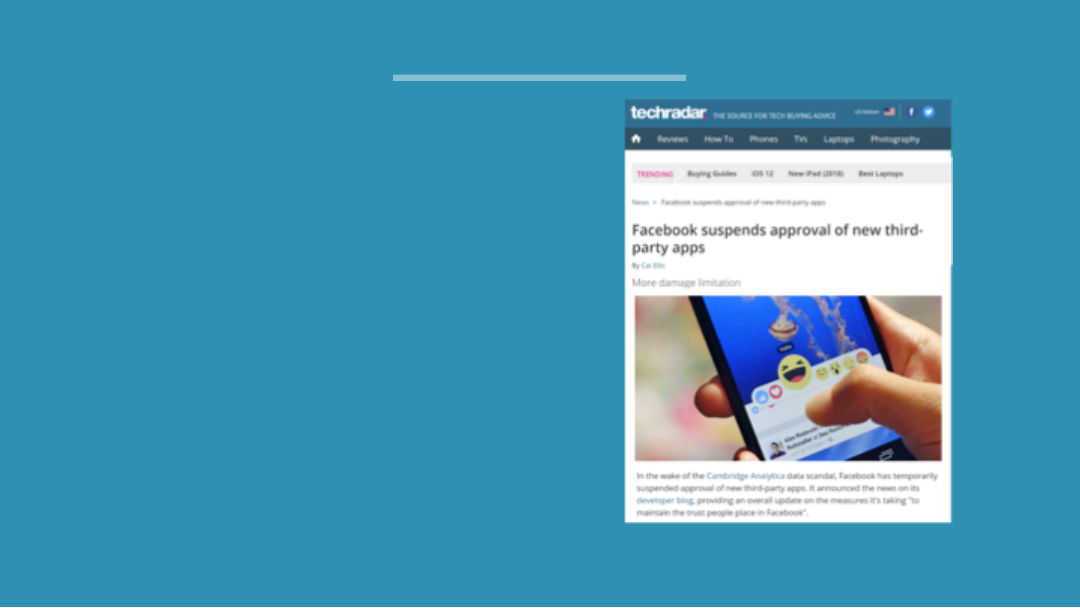 techradar THE SOURCE FOR TECH BUYING ADVICE US Edition
Reviews How To Phones TVs Laptops Photography
TRENDING Buying Guides iOS 12 New iPad (2018) Best Laptops
News > Facebook suspends approval of new third-party apps
Facebook suspends approval of new third-
party apps
By Cat Ellis
More damage limitation
In the wake of the Cambridge Analytica data scandal, Facebook has temporarily
suspended approval of new third-party apps. It announced the news on its
developer blog, providing an overall update on the measures it's taking "to
maintain the trust people place in Facebook".